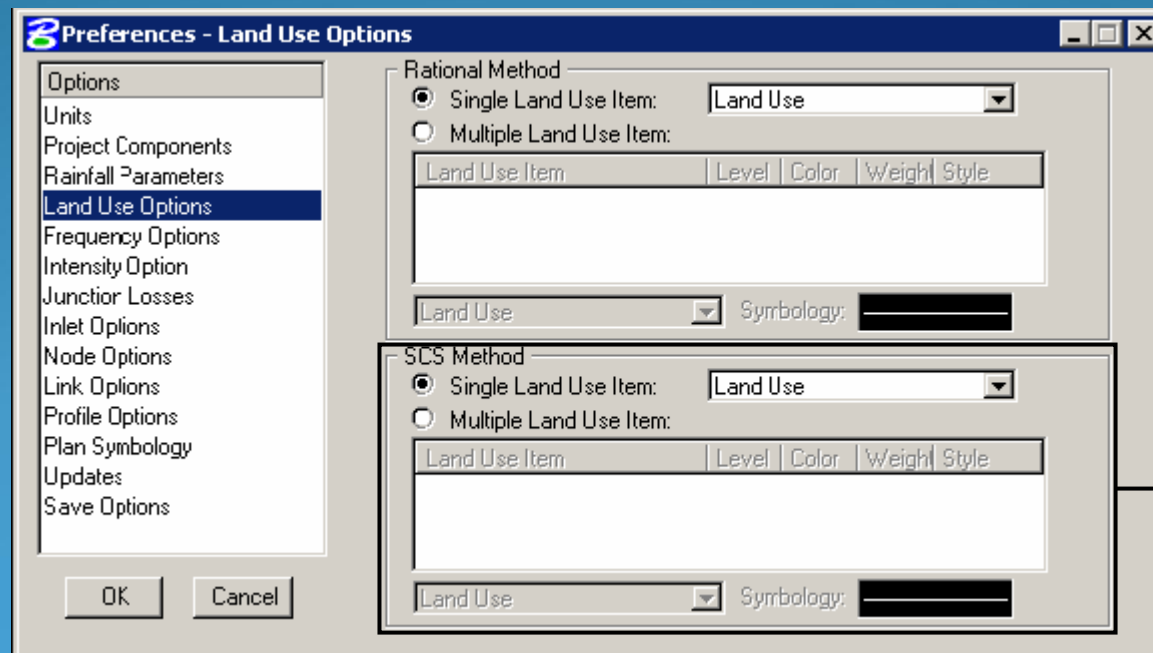 Preferences - Land Use Options
Options
Units
Project Components
Rainfall Parameters
Land Use Options
Frequency Options
Intensity Option
Junction Losses
Inlet Options
Node Options
Link Options
Profile Options
Plan Symbology
Updates
Save Options
OK Cancel
Rational Method
Single Land Use Item: Land Use
Multiple Land Use Item:
Land Use Item Level Color Weight Style
Land Use Symbology:
SCS Method
Single Land Use Item: Land Use
Multiple Land Use Item:
Land Use Item Level Color Weight Style
Land Use Symbology: